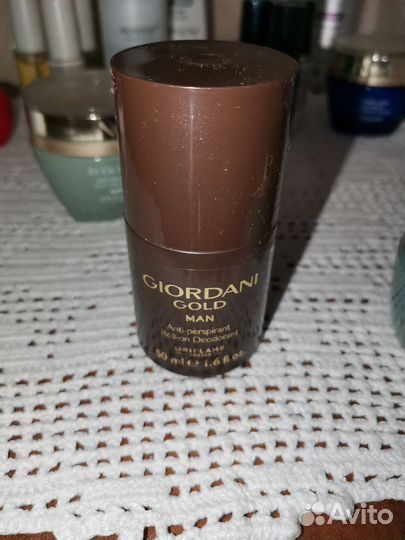 GIORDANI
GOLD
MAN
Anti-perspirant
Roll-on Deodorant
ORIFLAME
50 ml e 1.6 fl.oz.
Avito